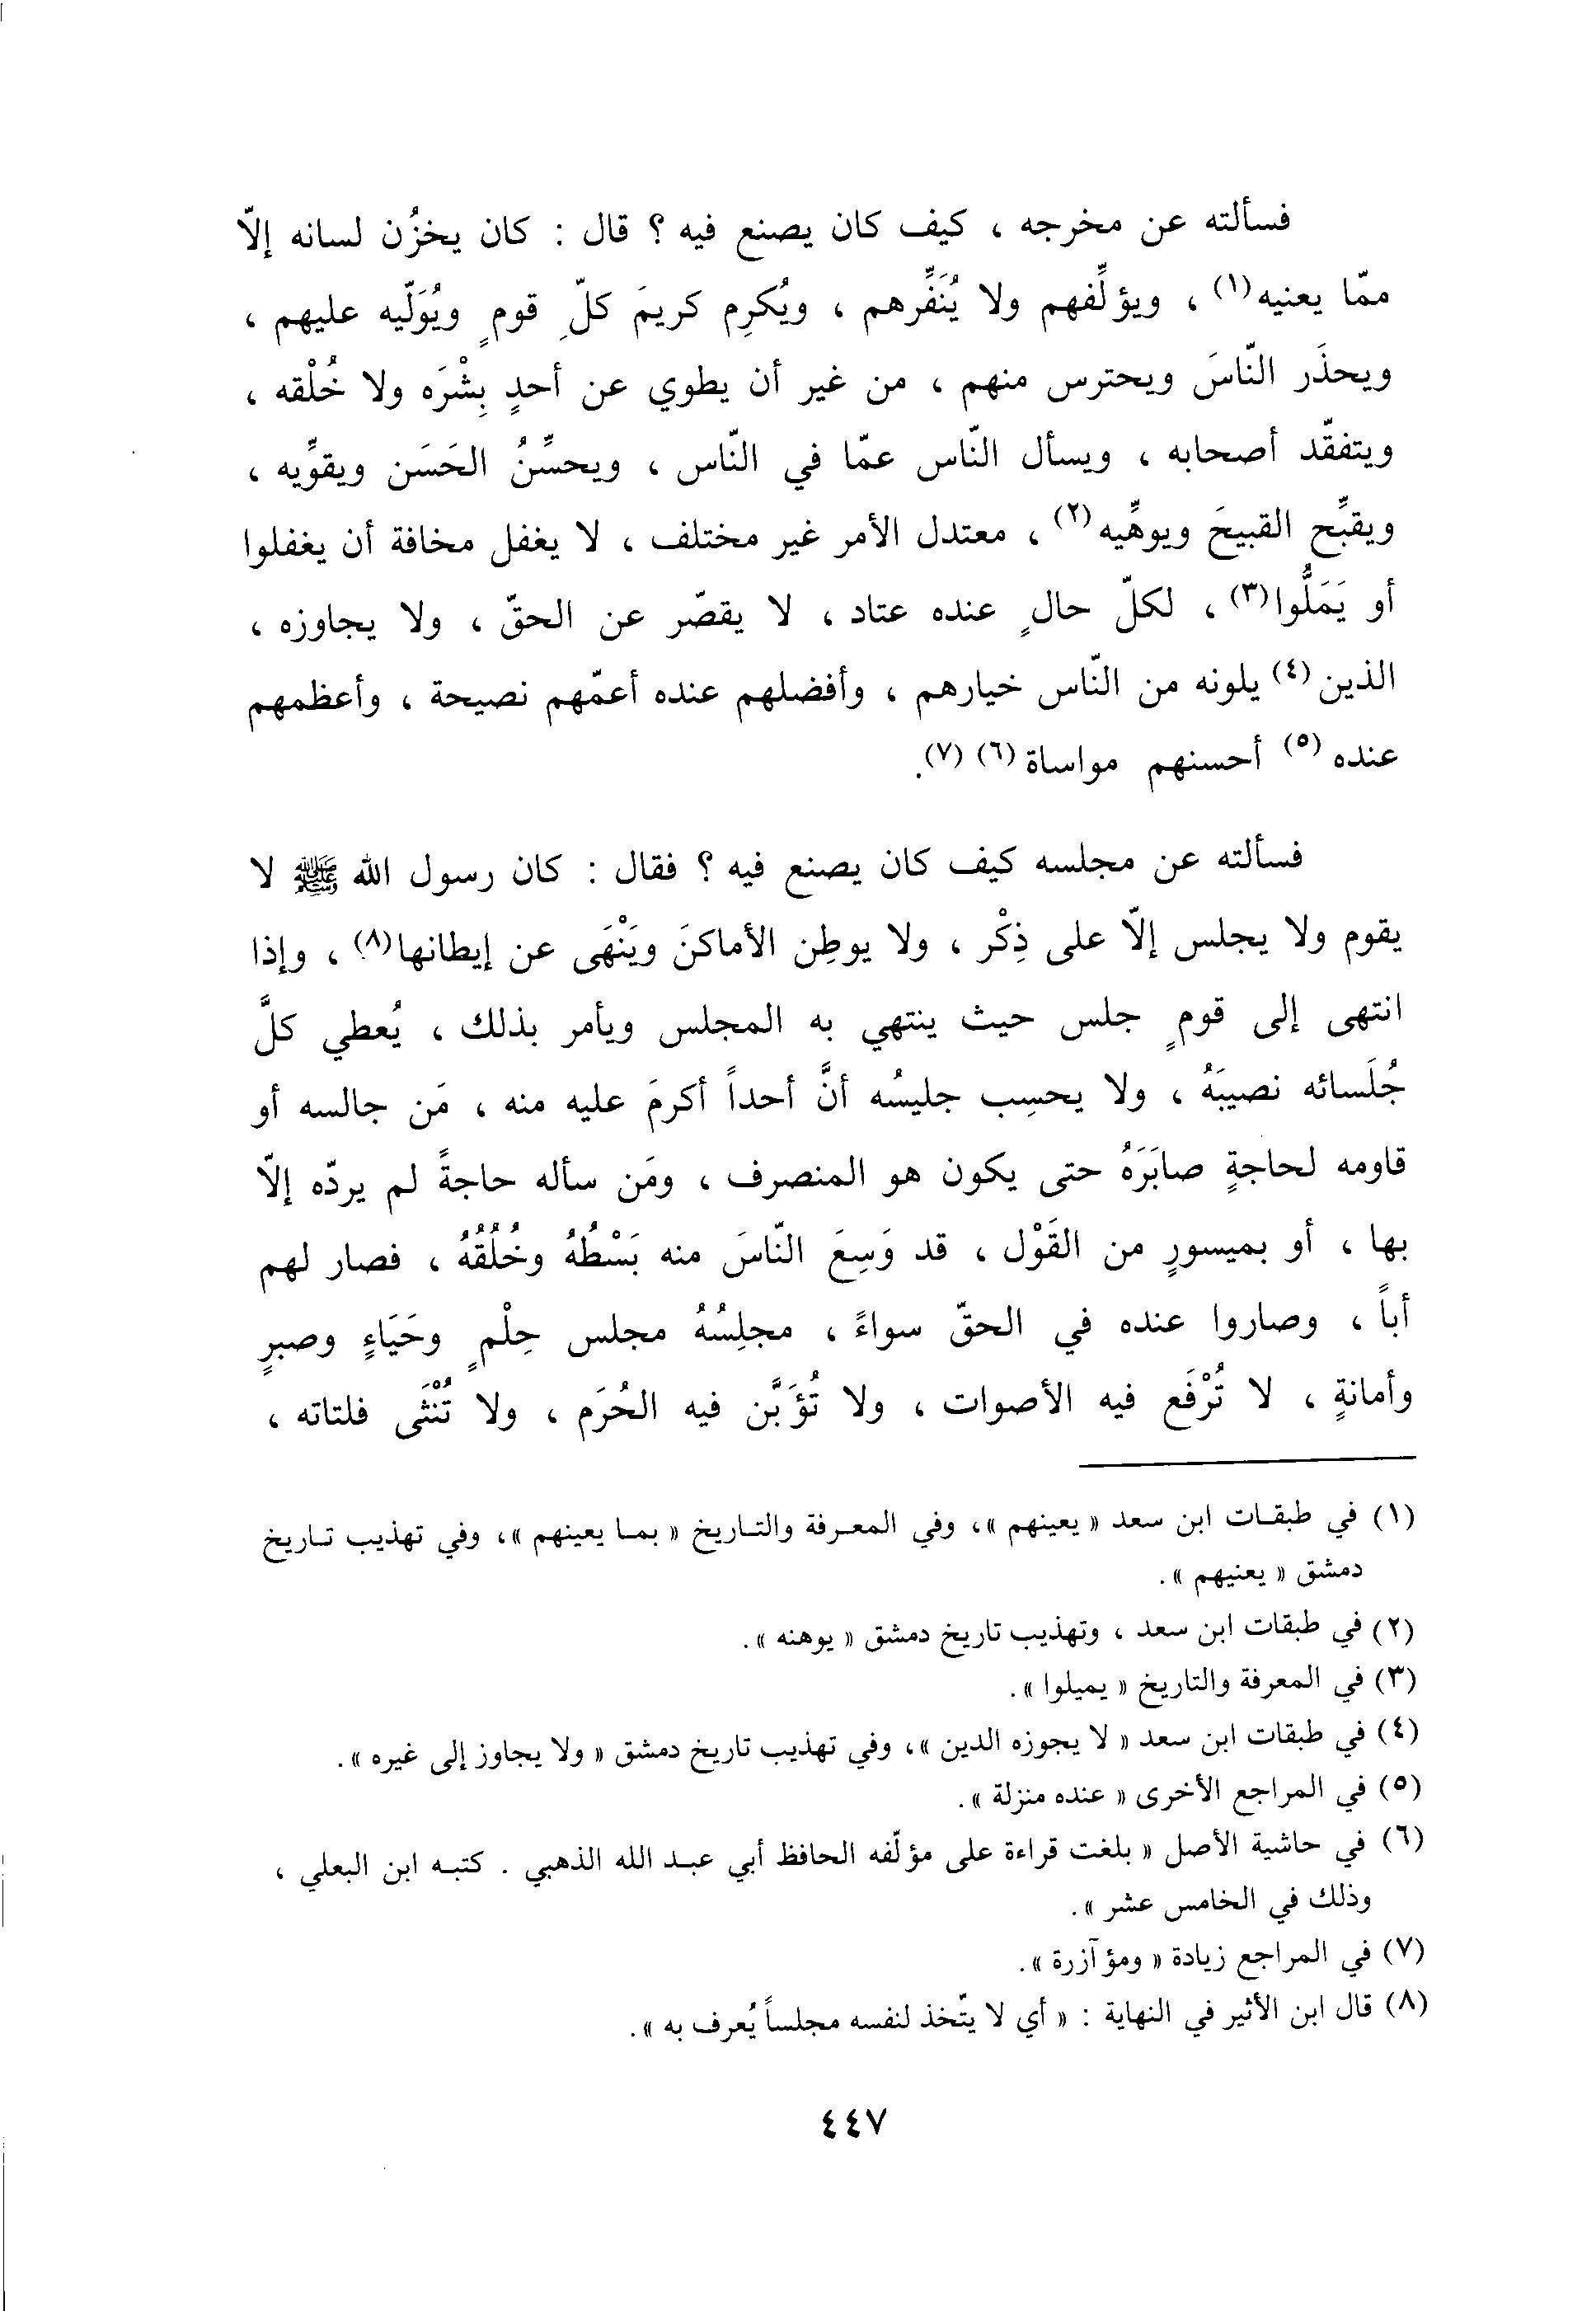 فسألته عن مخرجه ، كيف كان يصنع فيه ؟ قال : كان يخزُن لسانه إلّا
ممّا يعنيه(١) ، ويؤلِّفهم ولا يُنَفِّرهم ، ويُكرِم كريمَ كلِّ قومٍ ويُوَلّيه عليهم ،
ويحذَر النّاسَ ويحترس منهم ، من غير أن يطوي عن أحدٍ بِشْرَه ولا خُلْقه ،
ويتفقّد أصحابه ، ويسأل النّاس عمّا في النّاس ، ويحسِّنُ الحَسَن ويقوِّيه ،
ويقبِّح القبيحَ ويوهِّيه(٢) ، معتدل الأمر غير مختلف ، لا يغفل مخافة أن يغفلوا
أو يَمَلُّوا(٣) ، لكلّ حالٍ عنده عتاد ، لا يقصّر عن الحقّ ، ولا يجاوزه ،
الذين(٤) يلونه من النّاس خيارهم ، وأفضلهم عنده أعمّهم نصيحة ، وأعظمهم
عنده(٥) أحسنهم مواساة(٦) (٧).
فسألته عن مجلسه كيف كان يصنع فيه ؟ فقال : كان رسول الله ﷺ لا
يقوم ولا يجلس إلّا على ذِكْر ، ولا يوطِن الأماكنَ ويَنْهَى عن إيطانها(٨) ، وإذا
انتهى إلى قومٍ جلس حيث ينتهي به المجلس ويأمر بذلك ، يُعطي كلَّ
جُلَسائه نصيبَهُ ، ولا يحسِب جليسُه أنَّ أحداً أكرمَ عليه منه ، مَن جالسه أو
قاومه لحاجةٍ صابَرَهُ حتى يكون هو المنصرف ، ومَن سأله حاجةً لم يردّه إلّا
بها ، أو بميسورٍ من القَوْل ، قد وَسِعَ النّاسَ منه بَسْطُهُ وخُلُقُهُ ، فصار لهم
أباً ، وصاروا عنده في الحقّ سواءً ، مجلِسُهُ مجلس حِلْمٍ وحَيَاءٍ وصبرٍ
وأمانةٍ ، لا تُرْفَع فيه الأصوات ، ولا تُؤَبَّن فيه الحُرَم ، ولا تُنْثَى فلتاته ،
(١) في طبقات ابن سعد « يعينهم »، وفي المعرفة والتاريخ « بما يعينهم »، وفي تهذيب تاريخ
دمشق « يعنيهم ».
(٢) في طبقات ابن سعد ، وتهذيب تاريخ دمشق « يوهنه ».
(٣) في المعرفة والتاريخ « يميلوا ».
(٤) في طبقات ابن سعد « لا يجوزه الدين »، وفي تهذيب تاريخ دمشق « ولا يجاوز إلى غيره ».
(٥) في المراجع الأخرى « عنده منزلة ».
(٦) في حاشية الأصل « بلغت قراءة على مؤلّفه الحافظ أبي عبد الله الذهبي . كتبه ابن البعلي ،
وذلك في الخامس عشر ».
(٧) في المراجع زيادة « ومؤآزرة ».
(٨) قال ابن الأثير في النهاية : « أي لا يتّخذ لنفسه مجلساً يُعرف به ».
٤٤٧